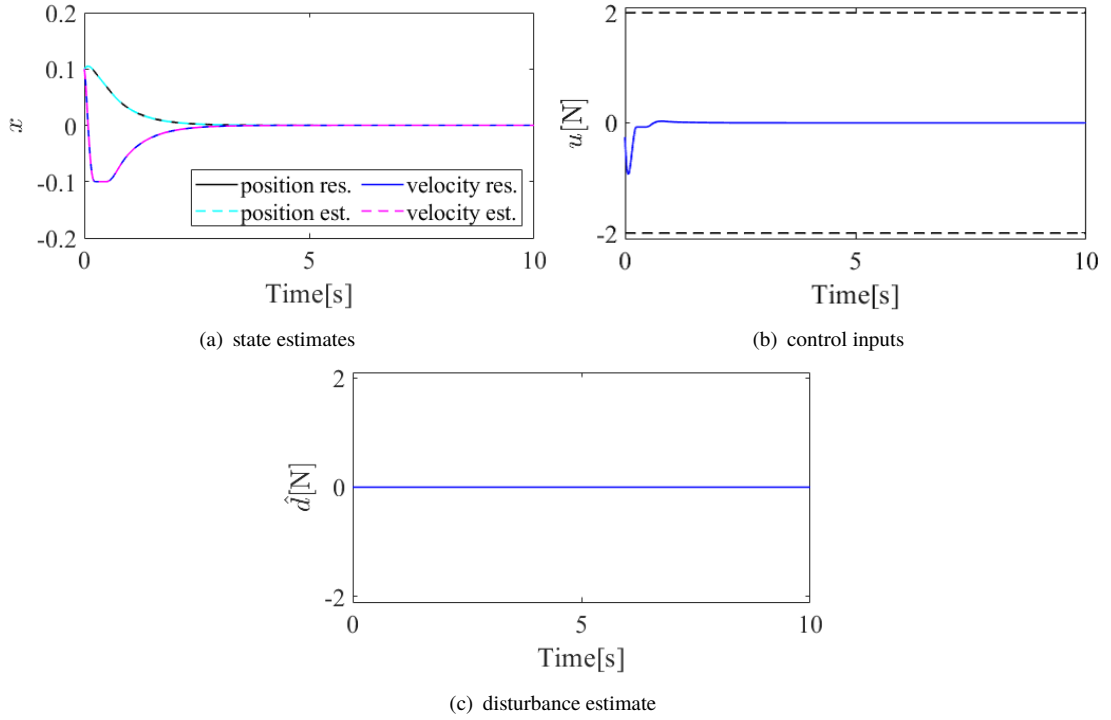 0.2
0.1
0
-0.1
-0.2
x
position res.
velocity res.
position est.
velocity est.
0
5
10
Time[s]
(a) state estimates
2
0
-2
u[N]
0
5
10
Time[s]
(b) control inputs
2
0
-2
d̂[N]
0
5
10
Time[s]
(c) disturbance estimate